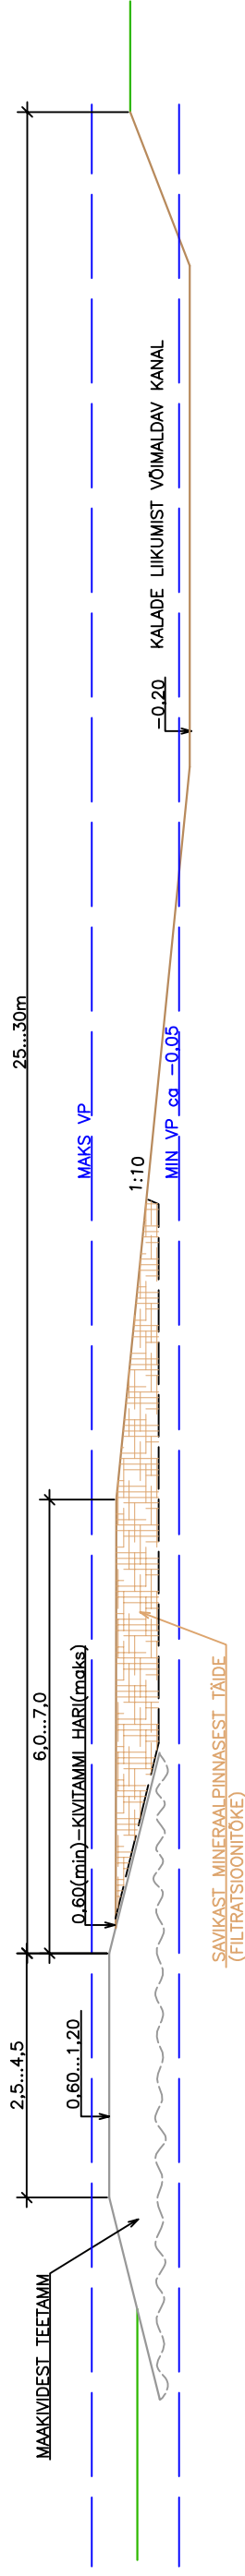 25...30m
6,0...7,0
2,5...4,5
MAAKIVIDEST TEETAMM
0,60...1,20
0,60(min)-KIVITAMMI HARI(maks)
MAKS VP
1:10
MIN VP ca -0,05
-0,20
KALADE LIIKUMIST VÕIMALDAV KANAL
SAVIKAST MINERAALPINNASEST TÄIDE
(FILTRATSIOONITÕKE)